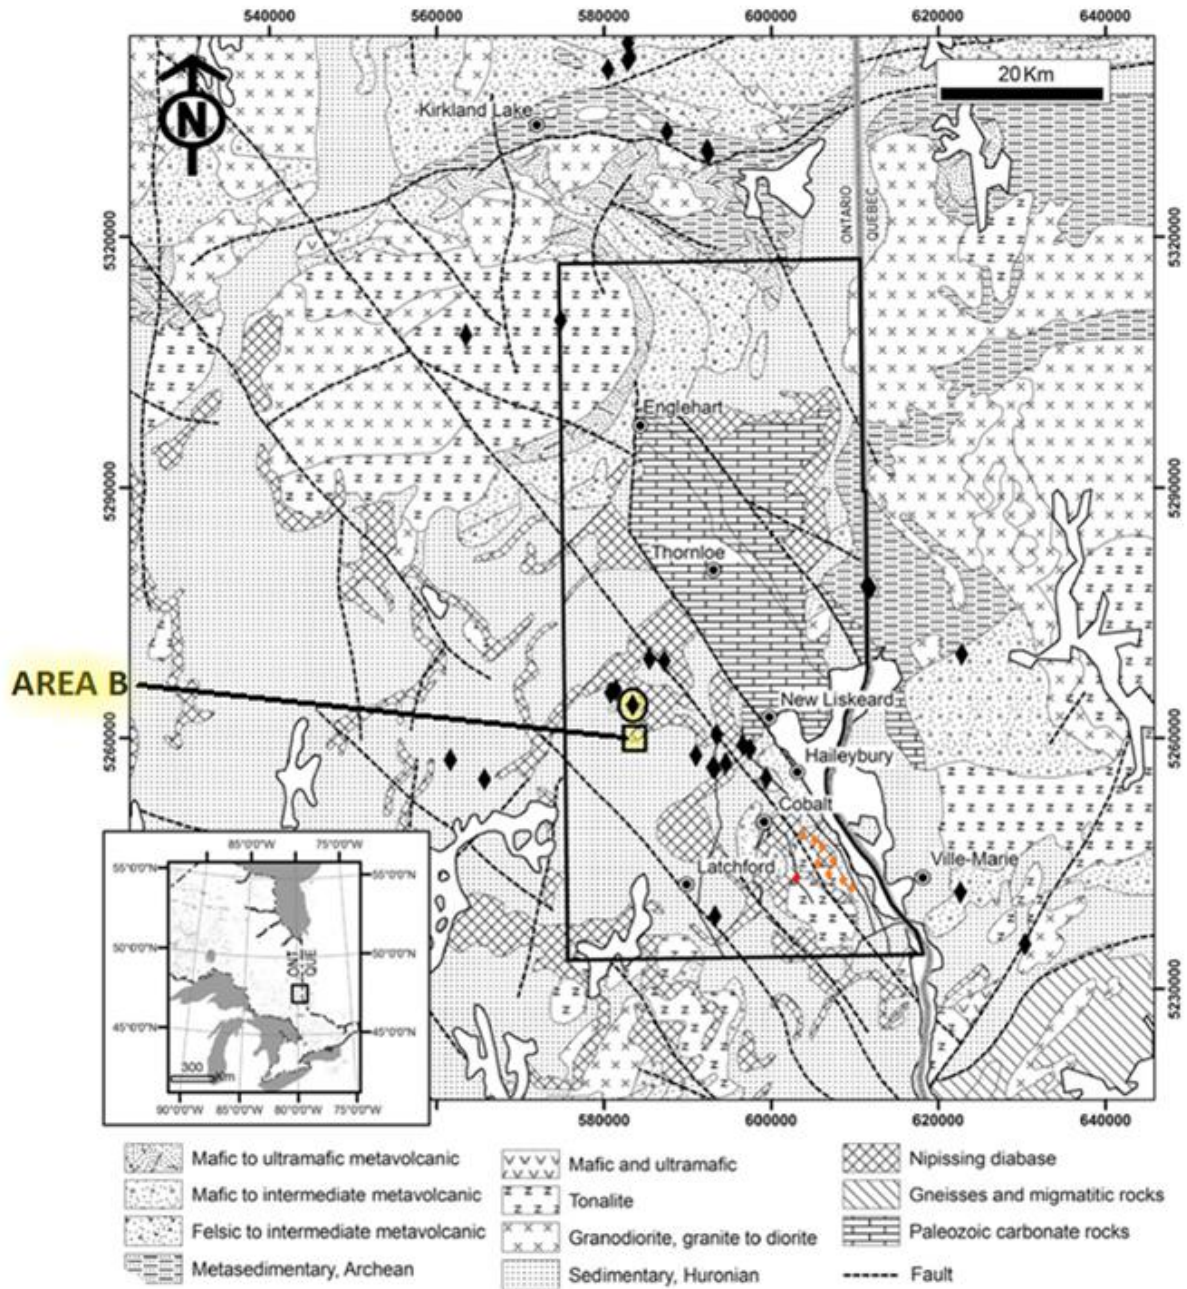 540000 560000 580000 600000 620000 640000
20Km
N
Kirkland Lake
ONTARIO
QUEBEC
5320000
5320000
Englehart
5290000
5290000
Thornloe
AREA B
New Liskeard
5260000
5260000
Haileybury
Cobalt
Latchford
Ville-Marie
85°0'0"W 75°0'0"W
55°0'0"N
55°0'0"N
50°0'0"N
50°0'0"N
ONT
QUE
45°0'0"N
45°0'0"N
300
Km
90°0'0"W 85°0'0"W 80°0'0"W 75°0'0"W
5230000
580000 600000 620000 640000
Mafic to ultramafic metavolcanic
Mafic to intermediate metavolcanic
Felsic to intermediate metavolcanic
Metasedimentary, Archean
Mafic and ultramafic
Tonalite
Granodiorite, granite to diorite
Sedimentary, Huronian
Nipissing diabase
Gneisses and migmatitic rocks
Paleozoic carbonate rocks
Fault